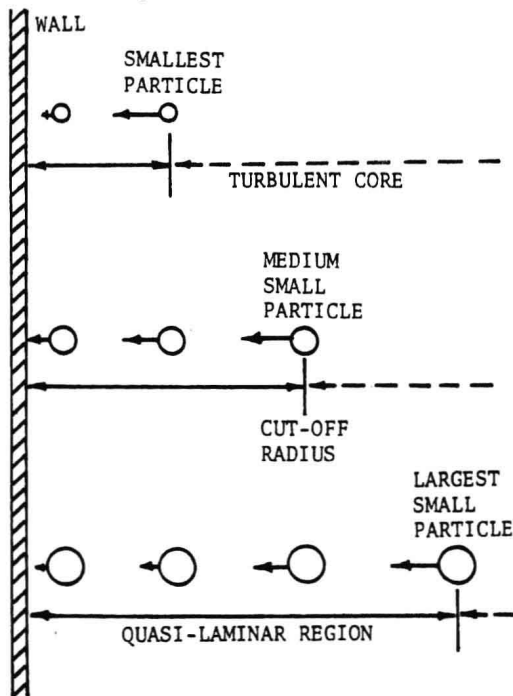 WALL
SMALLEST
PARTICLE
TURBULENT CORE
MEDIUM
SMALL
PARTICLE
CUT-OFF
RADIUS
LARGEST
SMALL
PARTICLE
QUASI-LAMINAR REGION